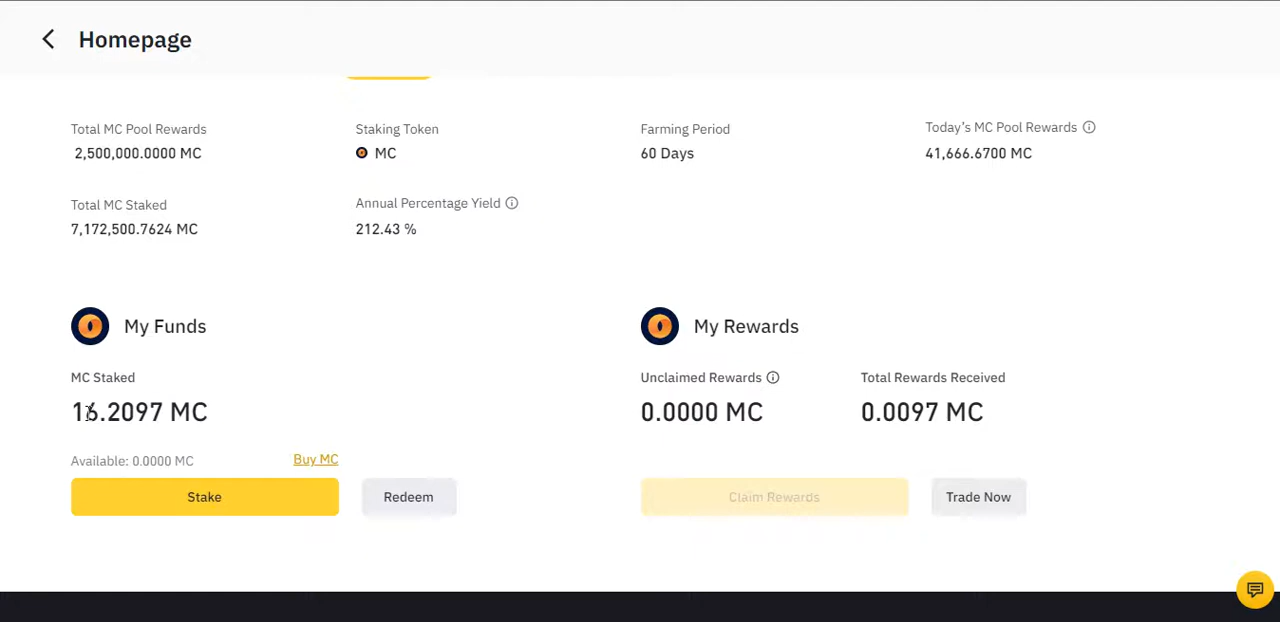 Homepage
Total MC Pool Rewards
2,500,000.0000 MC
Staking Token
MC
Farming Period
60 Days
Today's MC Pool Rewards
41,666.6700 MC
Total MC Staked
7,172,500.7624 MC
Annual Percentage Yield
212.43 %
My Funds
MC Staked
16.2097 MC
Available: 0.0000 MC
Buy MC
Stake
Redeem
My Rewards
Unclaimed Rewards
0.0000 MC
Total Rewards Received
0.0097 MC
Claim Rewards
Trade Now